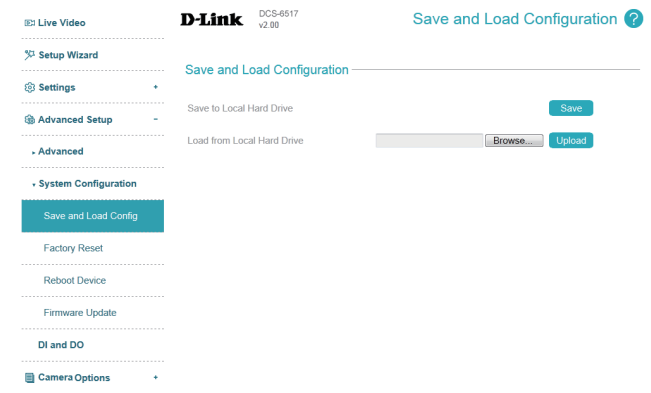 Live Video
D-Link DCS-6517
v2.00
Save and Load Configuration ?
Setup Wizard
Save and Load Configuration
Settings +
Save to Local Hard Drive Save
Advanced Setup -
Load from Local Hard Drive Browse... Upload
Advanced
System Configuration
Save and Load Config
Factory Reset
Reboot Device
Firmware Update
DI and DO
Camera Options +